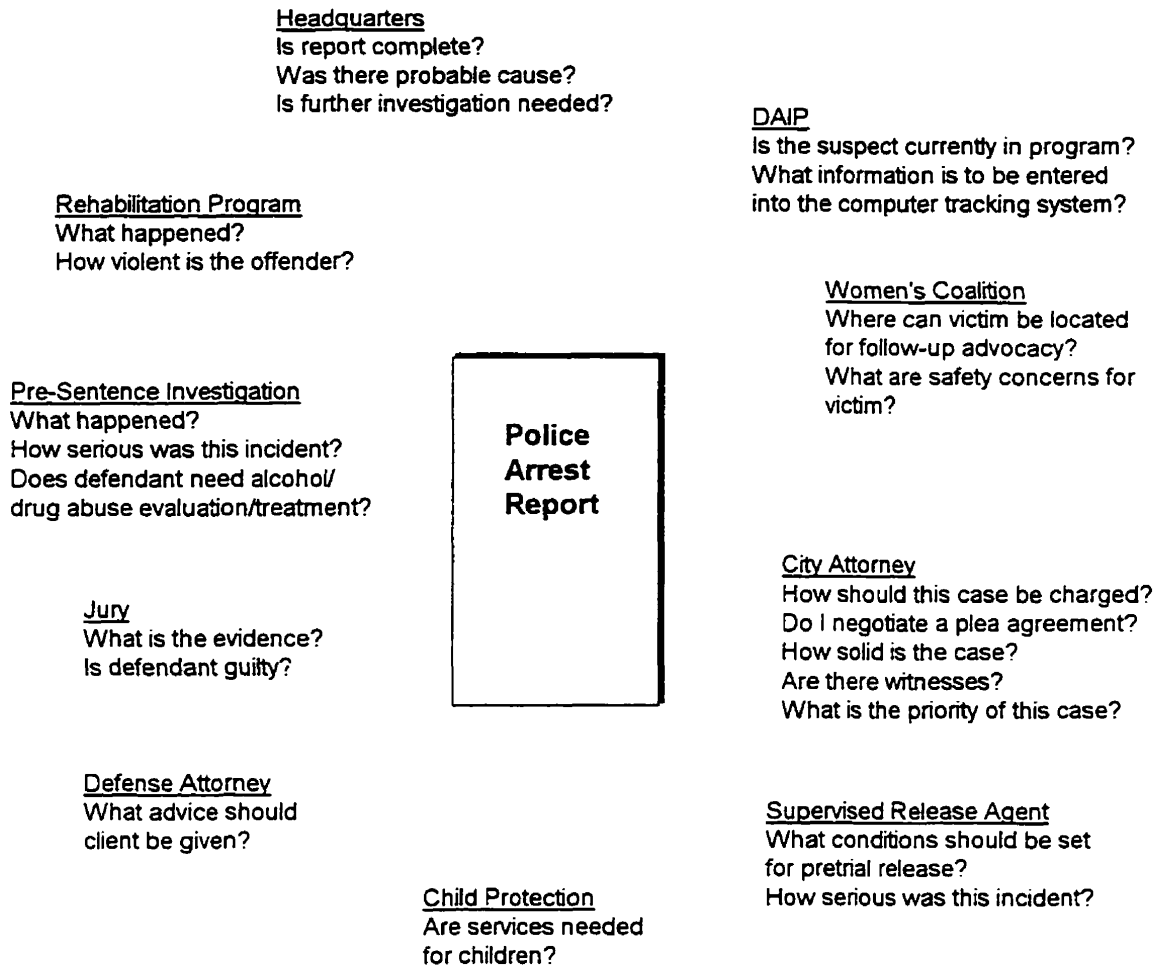 Headquarters
Is report complete?
Was there probable cause?
Is further investigation needed?
DAIP
Is the suspect currently in program?
What information is to be entered
into the computer tracking system?
Rehabilitation Program
What happened?
How violent is the offender?
Women's Coalition
Where can victim be located
for follow-up advocacy?
What are safety concerns for
victim?
Pre-Sentence Investigation
What happened?
How serious was this incident?
Does defendant need alcohol/
drug abuse evaluation/treatment?
Police
Arrest
Report
City Attorney
How should this case be charged?
Do I negotiate a plea agreement?
How solid is the case?
Are there witnesses?
What is the priority of this case?
Jury
What is the evidence?
Is defendant guilty?
Defense Attorney
What advice should
client be given?
Supervised Release Agent
What conditions should be set
for pretrial release?
How serious was this incident?
Child Protection
Are services needed
for children?